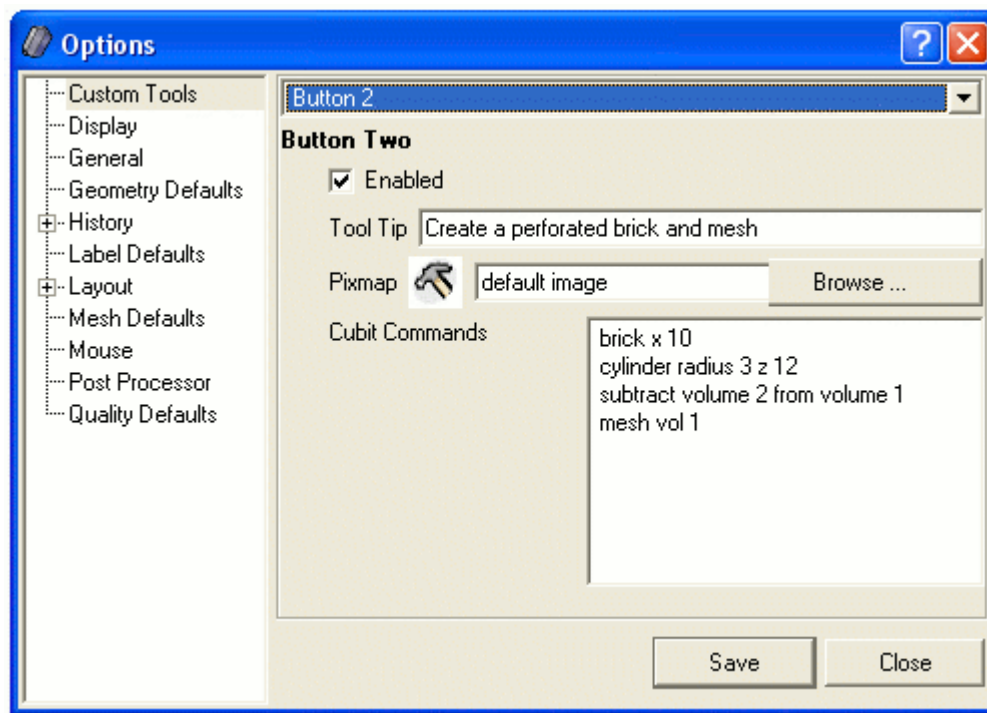 Options
Custom Tools
Display
General
Geometry Defaults
History
Label Defaults
Layout
Mesh Defaults
Mouse
Post Processor
Quality Defaults
Button 2
Button Two
Enabled
Tool Tip Create a perforated brick and mesh
Pixmap default image Browse ...
Cubit Commands
brick x 10
cylinder radius 3 z 12
subtract volume 2 from volume 1
mesh vol 1
Save Close